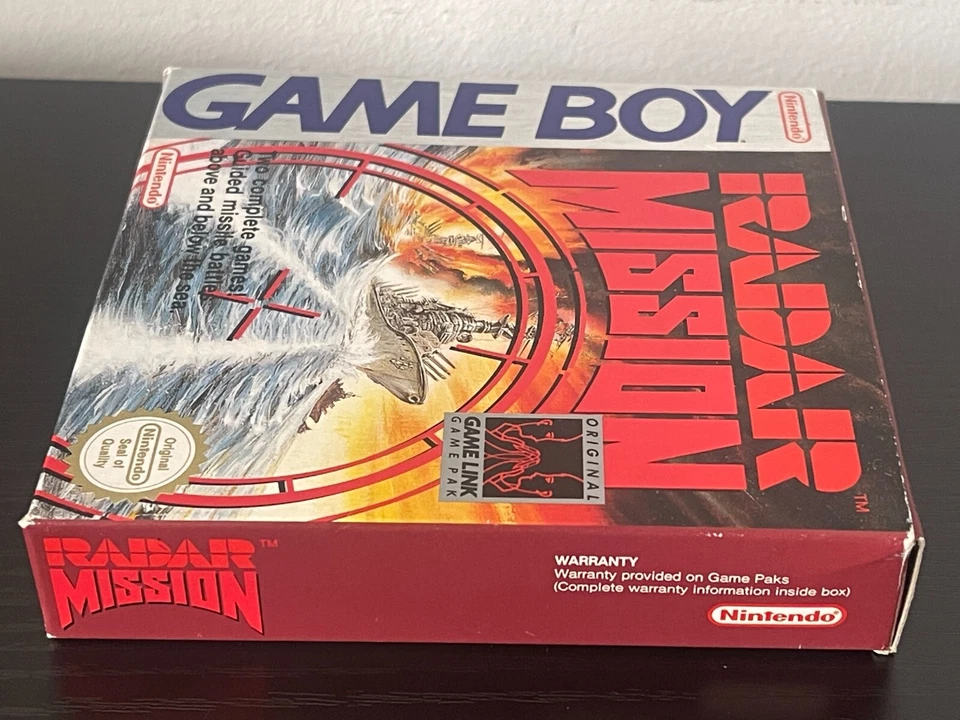 GAME BOY
Nintendo
RADAR
MISSION
TM
Nintendo
Two complete games!
Guided missile battles
above and below the sea.
ORIGINAL
GAME LINK
GAME PAK
Original
Nintendo
Seal of
Quality
RADAR TM
MISSION
WARRANTY
Warranty provided on Game Paks
(Complete warranty information inside box)
Nintendo